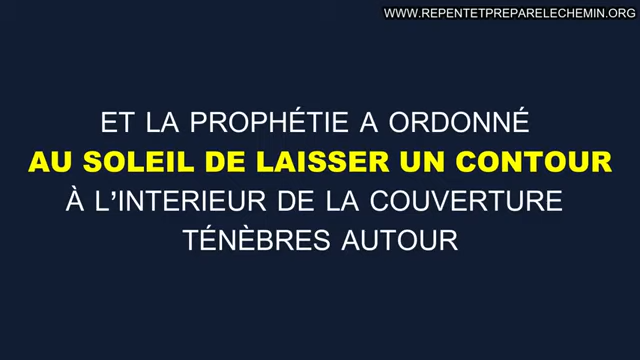 WWW.REPENTETPREPARELECHEMIN.ORG
ET LA PROPHÉTIE A ORDONNÉ
AU SOLEIL DE LAISSER UN CONTOUR
À L’INTERIEUR DE LA COUVERTURE
TÉNÈBRES AUTOUR